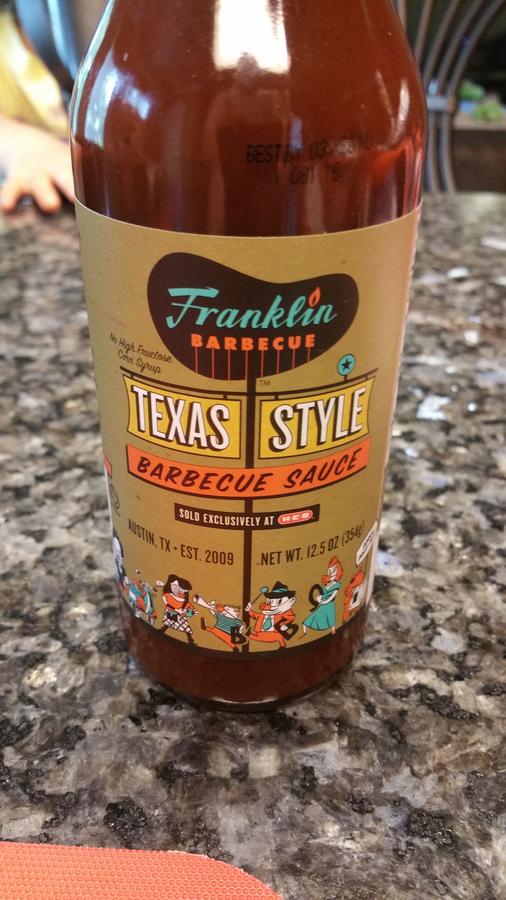 BEST BY
Franklin
BARBECUE
No High Fructose
Corn Syrup
TM
TEXAS STYLE
BARBECUE SAUCE
SOLD EXCLUSIVELY AT H-E-B
AUSTIN, TX • EST. 2009
NET WT. 12.5 OZ (354g)